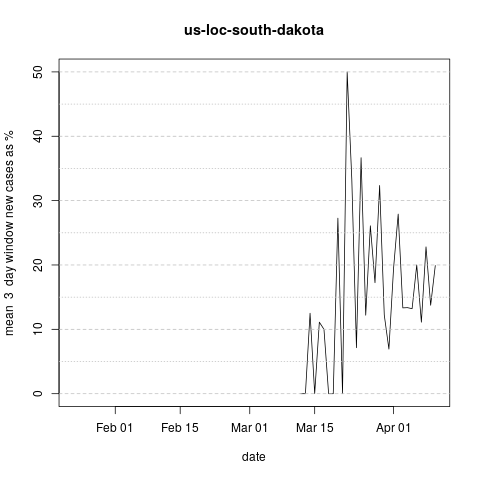 us-loc-south-dakota
mean  3  day window new cases as %
50
40
30
20
10
0
Feb 01
Feb 15
Mar 01
Mar 15
Apr 01
date